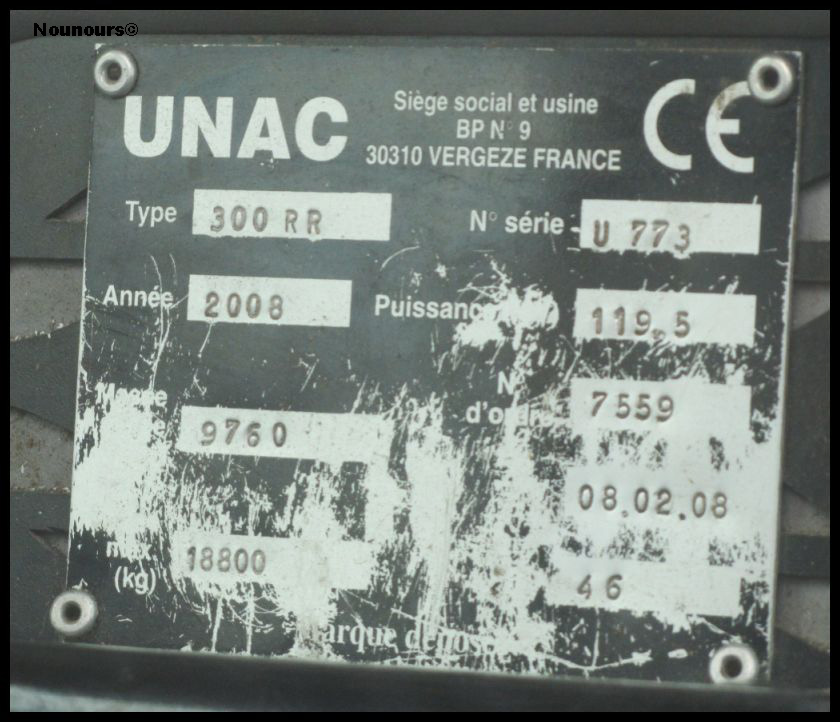 Nounours©
UNAC
Siège social et usine
BP N° 9
30310 VERGEZE FRANCE
CE
Type 300 RR N° série U 773
Année 2008 119.5
9760 7559
08.02.08
max.
(kg) 18800 46